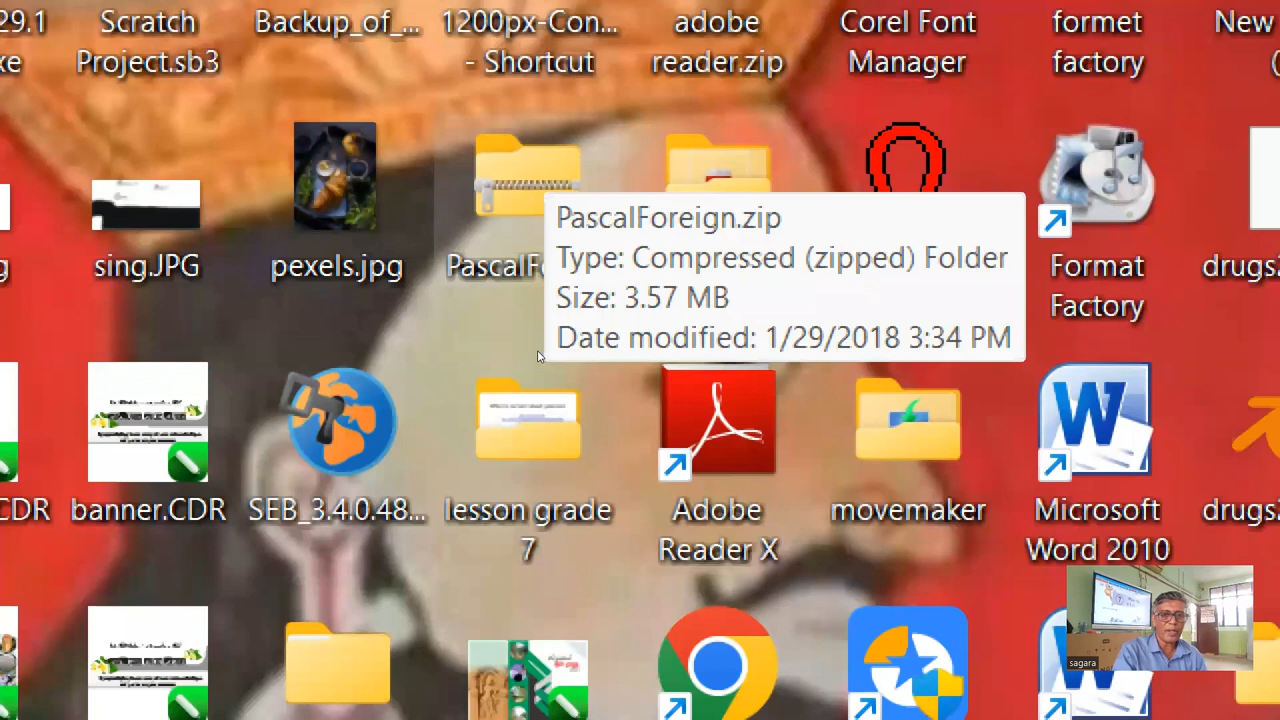 29.1
Scratch
Backup_of_...
1200px-Con...
adobe
Corel Font
formet
New
xe
Project.sb3
- Shortcut
reader.zip
Manager
factory
(
PascalForeign.zip
Type: Compressed (zipped) Folder
Size: 3.57 MB
Date modified: 1/29/2018 3:34 PM
g
sing.JPG
pexels.jpg
PascalF
Format
Factory
drugs2
W
CDR
banner.CDR
SEB_3.4.0.48...
lesson grade
7
Adobe
Reader X
movemaker
Microsoft
Word 2010
drugs2
sagara